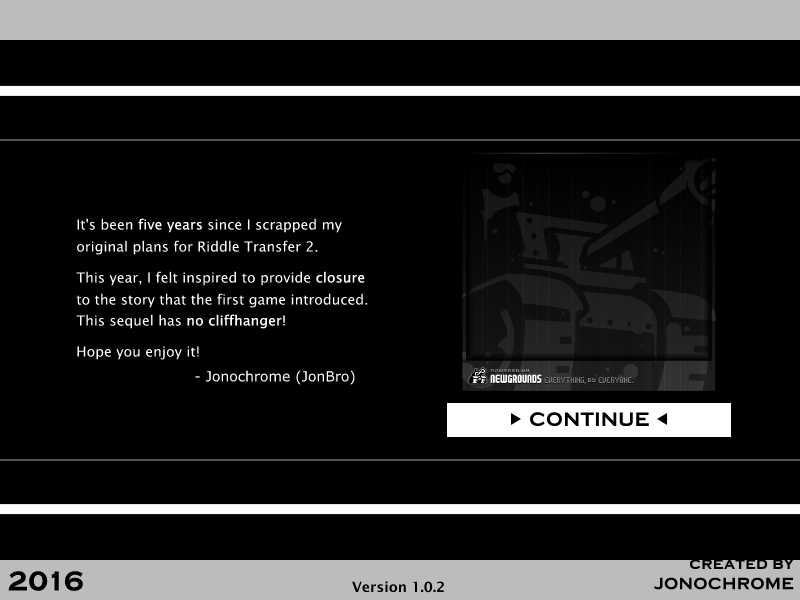 It's been five years since I scrapped my
original plans for Riddle Transfer 2.
This year, I felt inspired to provide closure
to the story that the first game introduced.
This sequel has no cliffhanger!
Hope you enjoy it!
- Jonochrome (JonBro)
NEWGROUNDS EVERYTHING, BY EVERYONE.
CONTINUE
2016
Version 1.0.2
CREATED BY
JONOCHROME